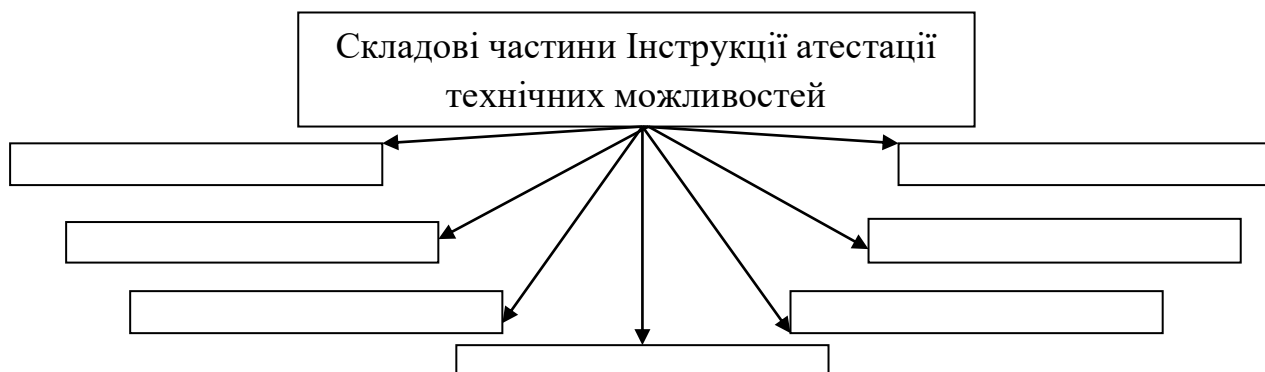 Складові частини Інструкції атестації
технічних можливостей